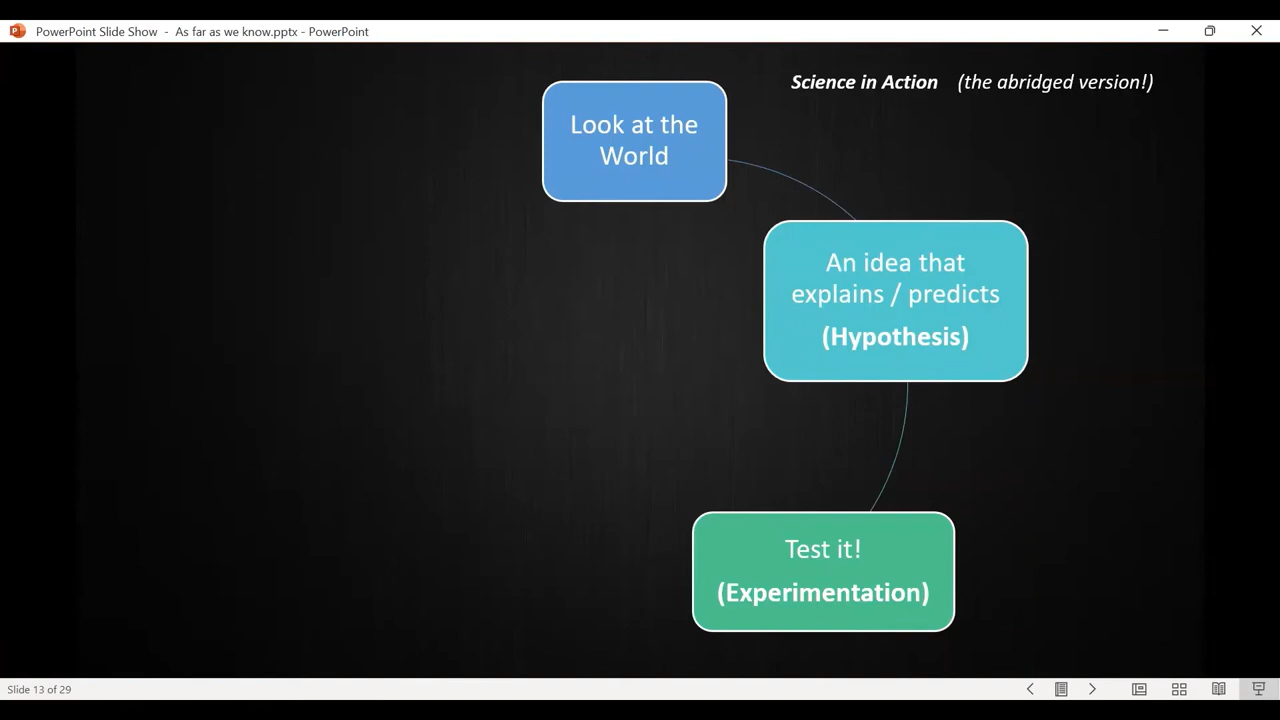 PowerPoint Slide Show - As far as we know.pptx - PowerPoint
Science in Action (the abridged version!)
Look at the
World
An idea that
explains / predicts
(Hypothesis)
Test it!
(Experimentation)
Slide 13 of 29